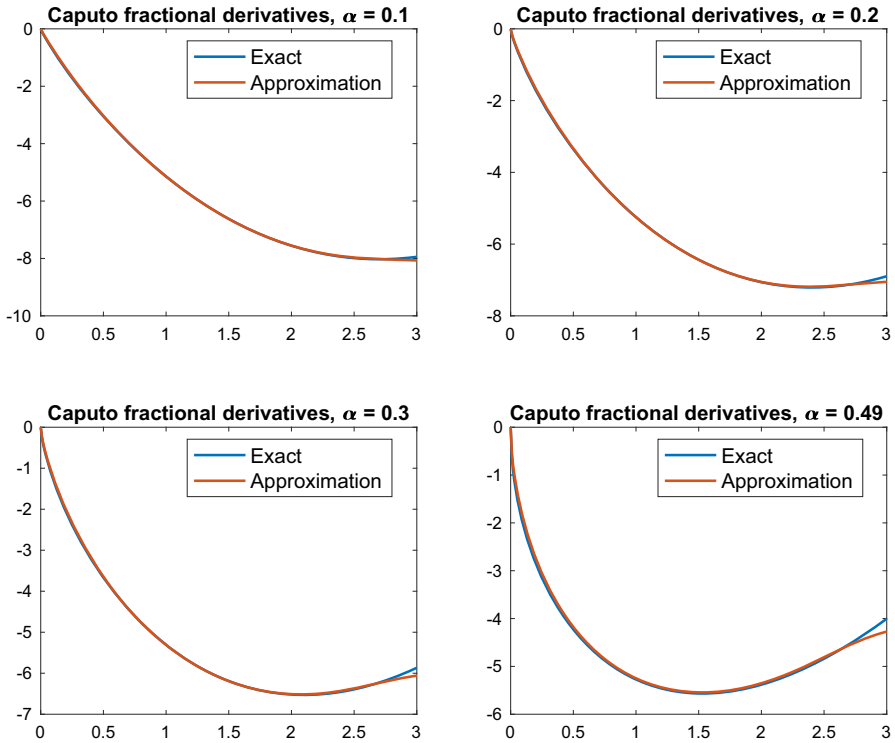 Caputo fractional derivatives, α = 0.1
Exact
Approximation
0
-2
-4
-6
-8
-10
0 0.5 1 1.5 2 2.5 3
Caputo fractional derivatives, α = 0.2
Exact
Approximation
0
-2
-4
-6
-8
0 0.5 1 1.5 2 2.5 3
Caputo fractional derivatives, α = 0.3
Exact
Approximation
0
-1
-2
-3
-4
-5
-6
-7
0 0.5 1 1.5 2 2.5 3
Caputo fractional derivatives, α = 0.49
Exact
Approximation
0
-1
-2
-3
-4
-5
-6
0 0.5 1 1.5 2 2.5 3